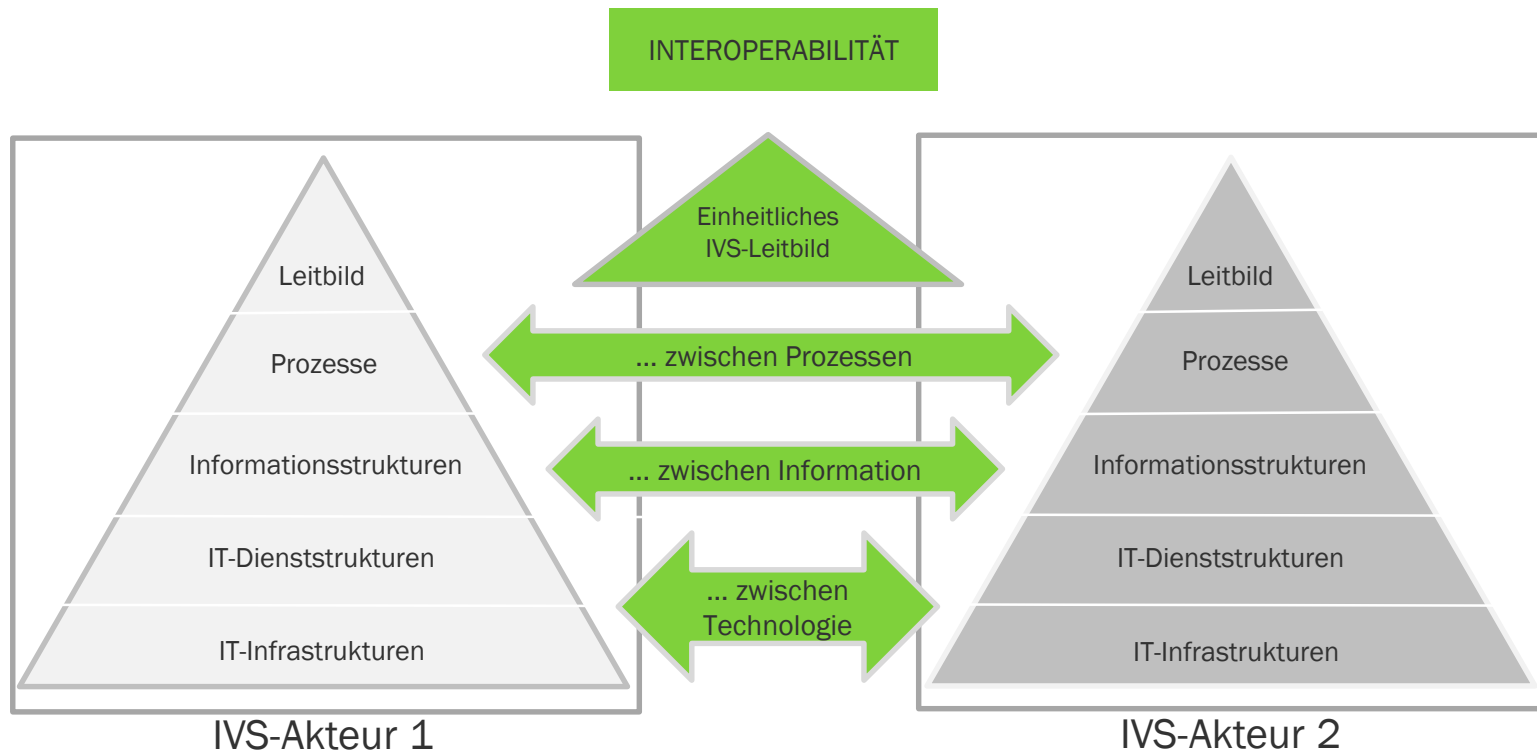 INTEROPERABILITÄT
Leitbild
Prozesse
Informationsstrukturen
IT-Dienststrukturen
IT-Infrastrukturen
IVS-Akteur 1
Einheitliches
IVS-Leitbild
... zwischen Prozessen
... zwischen Information
... zwischen
Technologie
Leitbild
Prozesse
Informationsstrukturen
IT-Dienststrukturen
IT-Infrastrukturen
IVS-Akteur 2